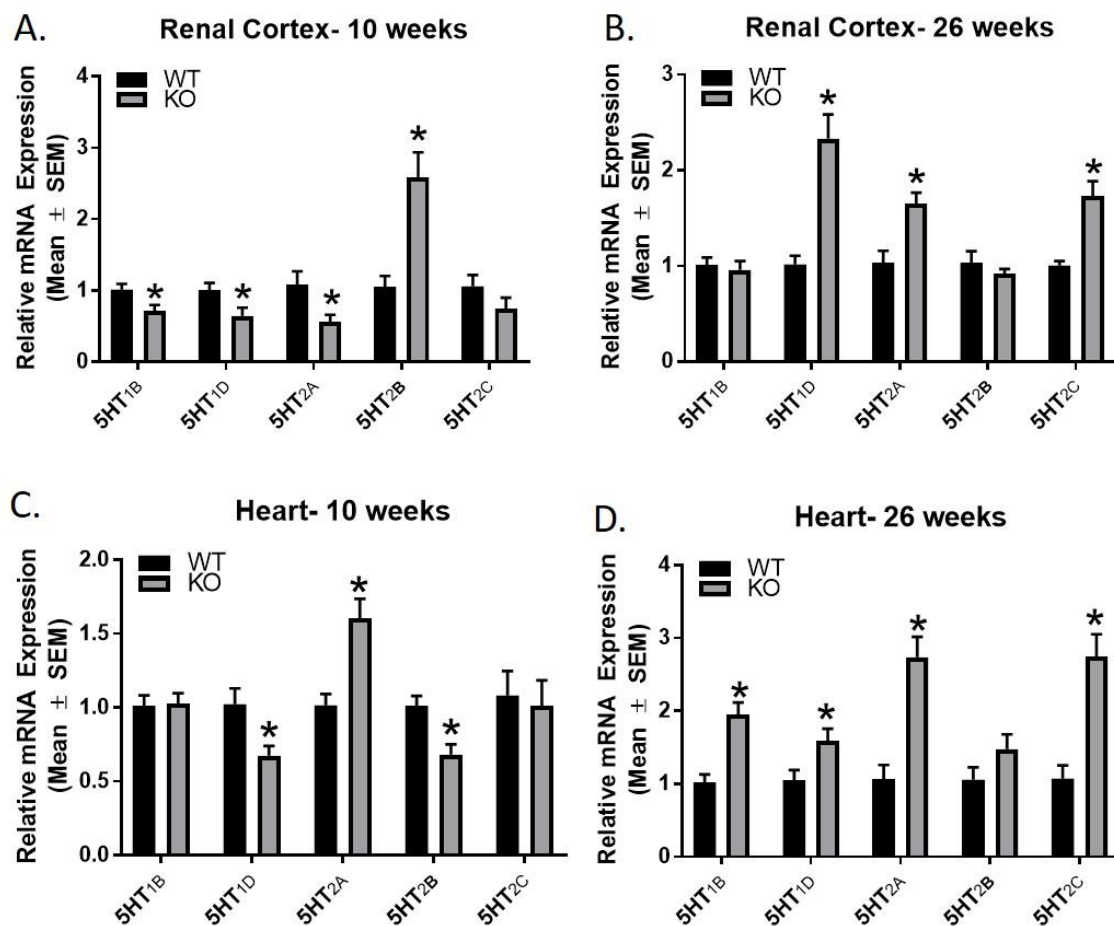 A.
Renal Cortex- 10 weeks
Relative mRNA Expression
(Mean ± SEM)
4
3
2
1
0
WT
KO
*
*
*
*
5HT1B
5HT1D
5HT2A
5HT2B
5HT2C
B.
Renal Cortex- 26 weeks
Relative mRNA Expression
(Mean ± SEM)
3
2
1
0
WT
KO
*
*
*
5HT1B
5HT1D
5HT2A
5HT2B
5HT2C
C.
Heart- 10 weeks
Relative mRNA Expression
(Mean ± SEM)
2.0
1.5
1.0
0.5
0.0
WT
KO
*
*
*
5HT1B
5HT1D
5HT2A
5HT2B
5HT2C
D.
Heart- 26 weeks
Relative mRNA Expression
(Mean ± SEM)
4
3
2
1
0
WT
KO
*
*
*
*
5HT1B
5HT1D
5HT2A
5HT2B
5HT2C